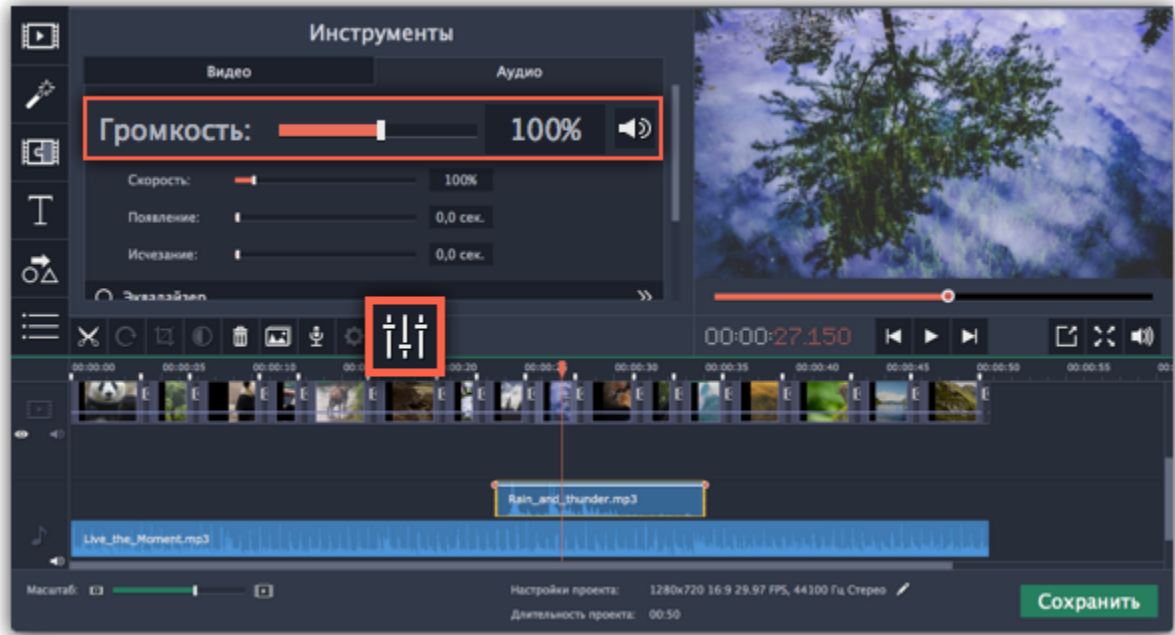 Инструменты
Видео
Аудио
Громкость:
100%
Скорость:
100%
Появление:
0,0 сек.
Исчезание:
0,0 сек.
Эквалайзер
T
00:00:27.150
00:00:00
00:00:05
00:00:10
00:00:20
00:00:30
00:00:35
00:00:40
00:00:45
00:00:50
00:00:55
Rain_and_thunder.mp3
Live_the_Moment.mp3
Масштаб:
Настройки проекта: 1280x720 16:9 29.97 FPS, 44100 Гц Стерео
Длительность проекта: 00:50
Сохранить